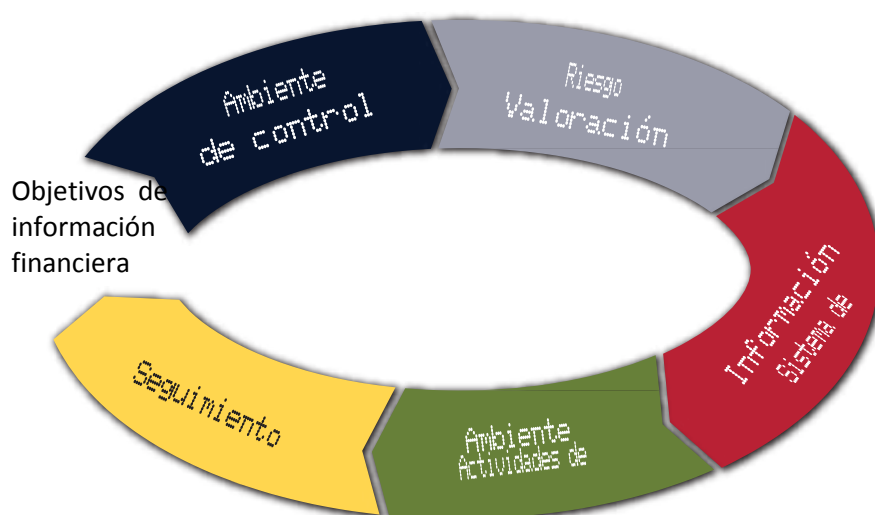 Ambiente
de control
Riesgo
Valoración
Objetivos de
información
financiera
Información
Sistema de
Ambiente
Actividades de
Seguimiento